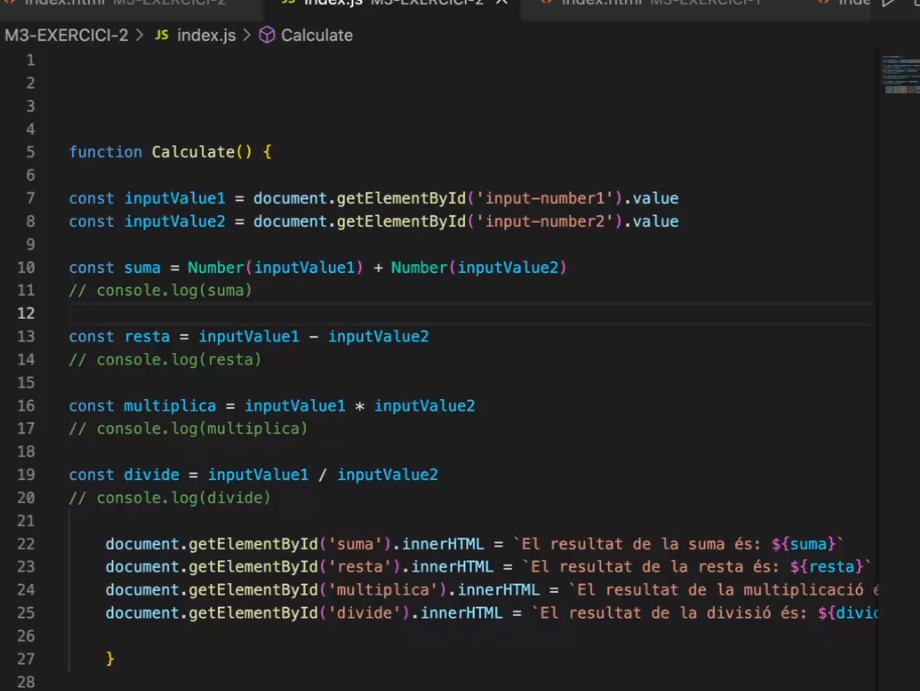 index.html M3-EXERCICI-2 JS index.js M3-EXERCICI-2 × index.html M3-EXERCICI-1
M3-EXERCICI-2 > JS index.js > Calculate
1
2
3
4
5 function Calculate() {
6
7 const inputValue1 = document.getElementById('input-number1').value
8 const inputValue2 = document.getElementById('input-number2').value
9
10 const suma = Number(inputValue1) + Number(inputValue2)
11 // console.log(suma)
12
13 const resta = inputValue1 - inputValue2
14 // console.log(resta)
15
16 const multiplica = inputValue1 * inputValue2
17 // console.log(multiplica)
18
19 const divide = inputValue1 / inputValue2
20 // console.log(divide)
21
22 document.getElementById('suma').innerHTML = `El resultat de la suma és: ${suma}`
23 document.getElementById('resta').innerHTML = `El resultat de la resta és: ${resta}`
24 document.getElementById('multiplica').innerHTML = `El resultat de la multiplicació
25 document.getElementById('divide').innerHTML = `El resultat de la divisió és: ${divid
26
27 }
28